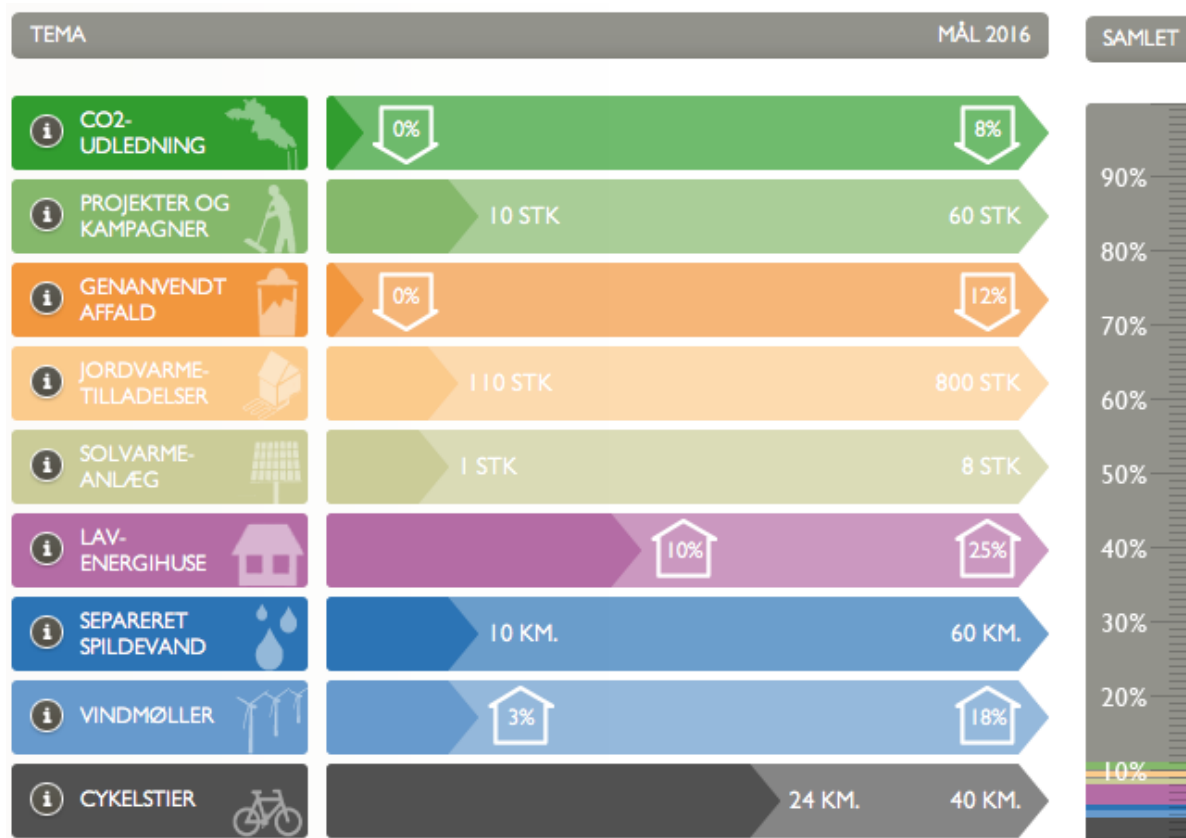 TEMA MÅL 2016
SAMLET
CO2-
UDLEDNING
0% 8%
PROJEKTER OG
KAMPAGNER
10 STK 60 STK
GENANVENDT
AFFALD
0% 12%
JORDVARME-
TILLADELSER
110 STK 800 STK
SOLVARME-
ANLÆG
1 STK 8 STK
LAV-
ENERGIHUSE
10% 25%
SEPARERET
SPILDEVAND
10 KM. 60 KM.
VINDMØLLER
3% 18%
CYKELSTIER
24 KM. 40 KM.
90%
80%
70%
60%
50%
40%
30%
20%
10%